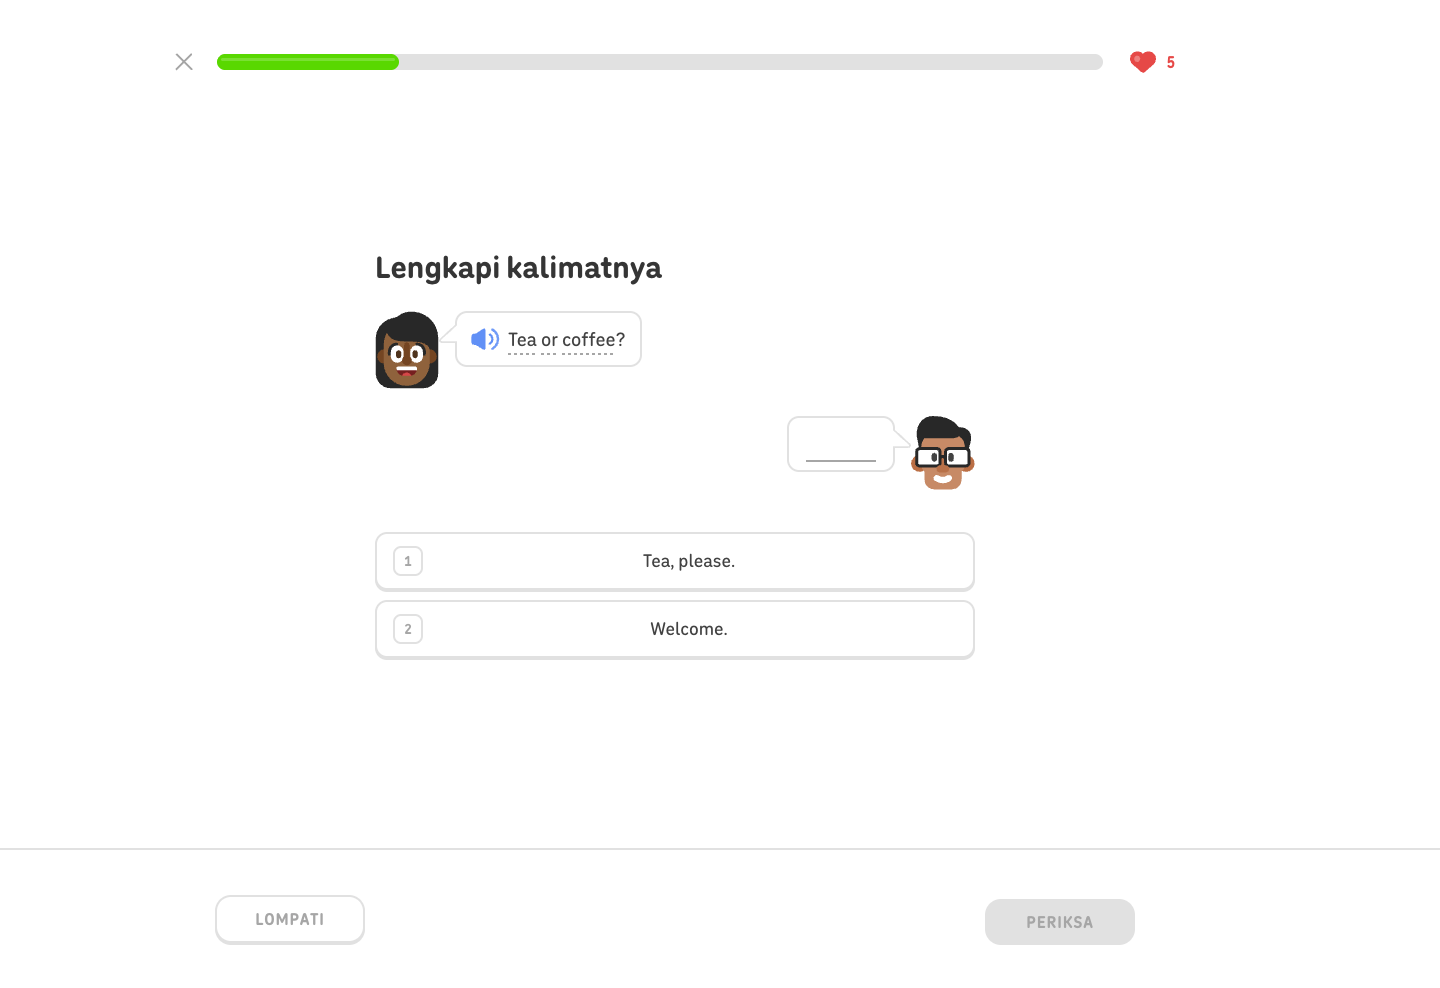 5
Lengkapi kalimatnya
Tea or coffee?
1 Tea, please.
2 Welcome.
LOMPATI
PERIKSA